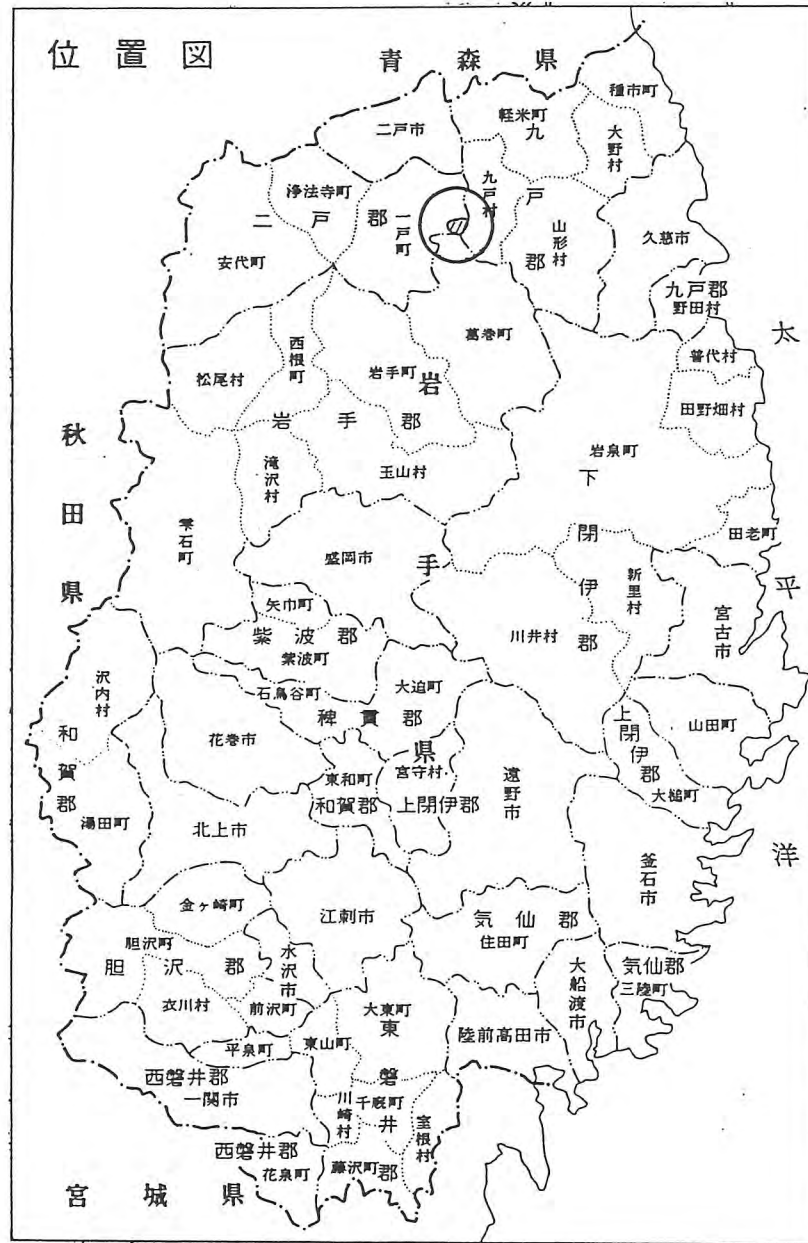 位置図
青森県
種市町
軽米町
二戸市
九
大野村
浄法寺町
九戸村
戸
郡
一戸町
二
戸
山形村
郡
久慈市
安代町
九戸郡
野田村
太
葛巻町
西根町
普代村
松尾村
岩手町
岩
田野畑村
秋田県
岩手郡
岩泉町
滝沢村
玉山村
下
雫石町
田老町
閉
盛岡市
手
新里村
伊
平
矢巾町
宮古市
紫波郡
川井村
郡
紫波町
沢内村
石鳥谷町
大迫町
稗貫郡
上閉伊郡
山田町
和賀郡
花巻市
県
東和町
宮守村
遠野市
和賀郡
上閉伊郡
大槌町
湯田町
北上市
洋
釜石市
金ヶ崎町
江刺市
気仙郡
胆沢町
住田町
水沢市
胆沢郡
大船渡市
気仙郡
三陸町
衣川村
前沢町
大東町
東
陸前高田市
平泉町
東山町
西磐井郡
磐
一関市
川崎村
千厩町
室根村
井
西磐井郡
花泉町
藤沢町
郡
宮城県